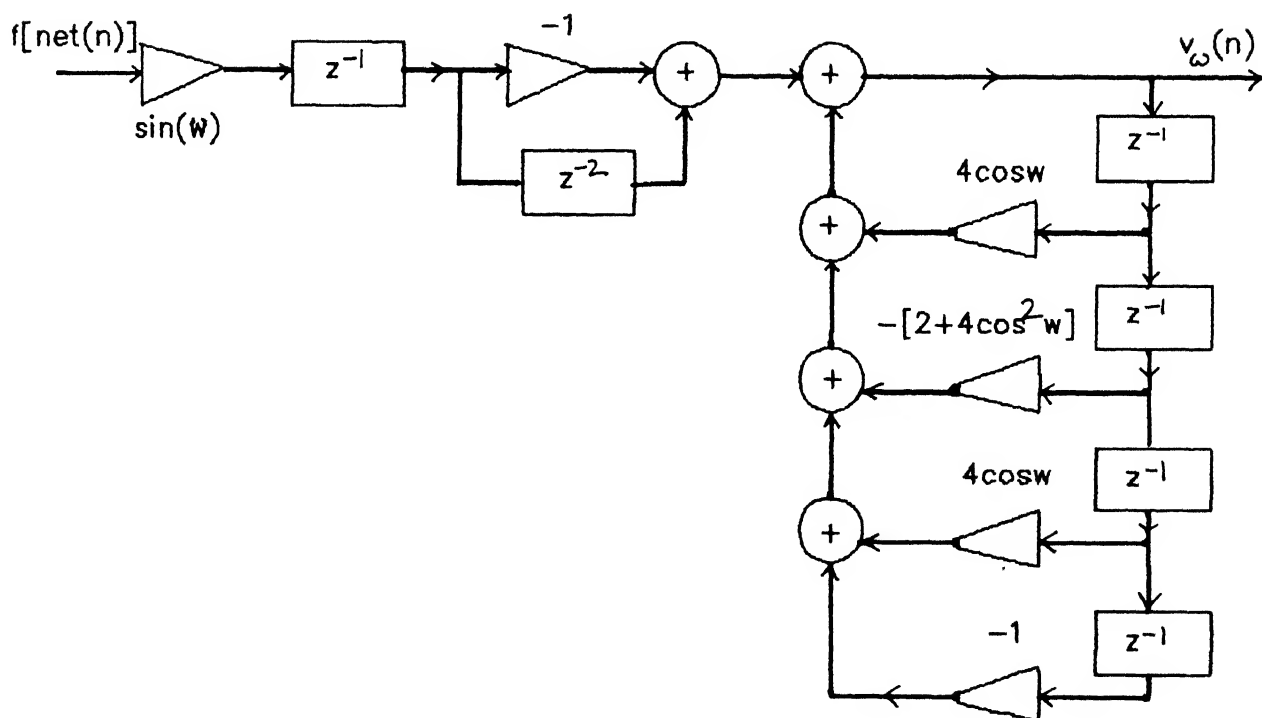 f[net(n)]
sin(w)
z⁻¹
-1
+
z⁻²
+
v_ω(n)
z⁻¹
4cosw
+
z⁻¹
-[2+4cos²w]
+
z⁻¹
4cosw
+
z⁻¹
-1